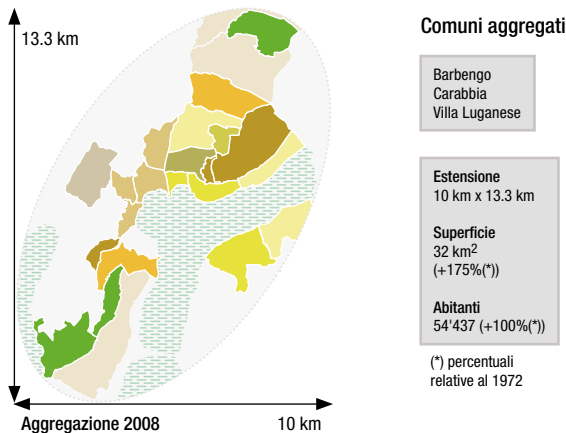 13.3 km
Comuni aggregati
Barbengo
Carabbia
Villa Luganese
Estensione
10 km x 13.3 km
Superficie
32 km²
(+175%(*))
Abitanti
54'437 (+100%(*))
(*) percentuali
relative al 1972
Aggregazione 2008
10 km